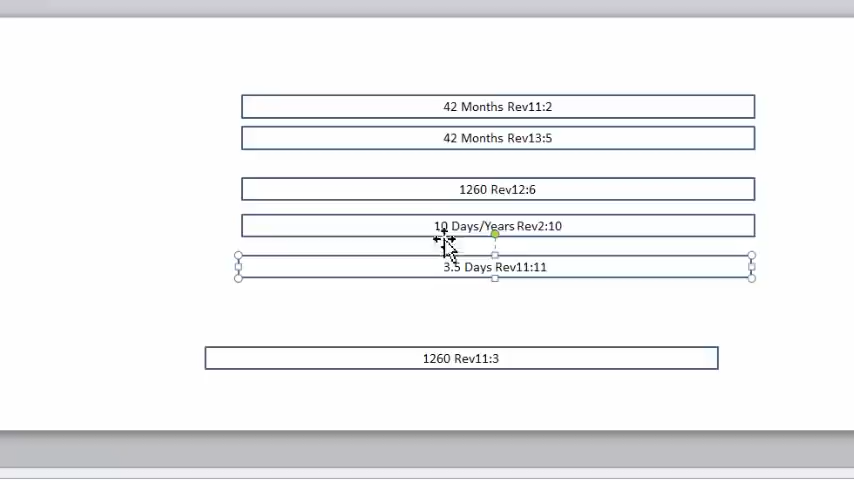 42 Months Rev11:2
42 Months Rev13:5
1260 Rev12:6
10 Days/Years Rev2:10
3.5 Days Rev11:11
1260 Rev11:3